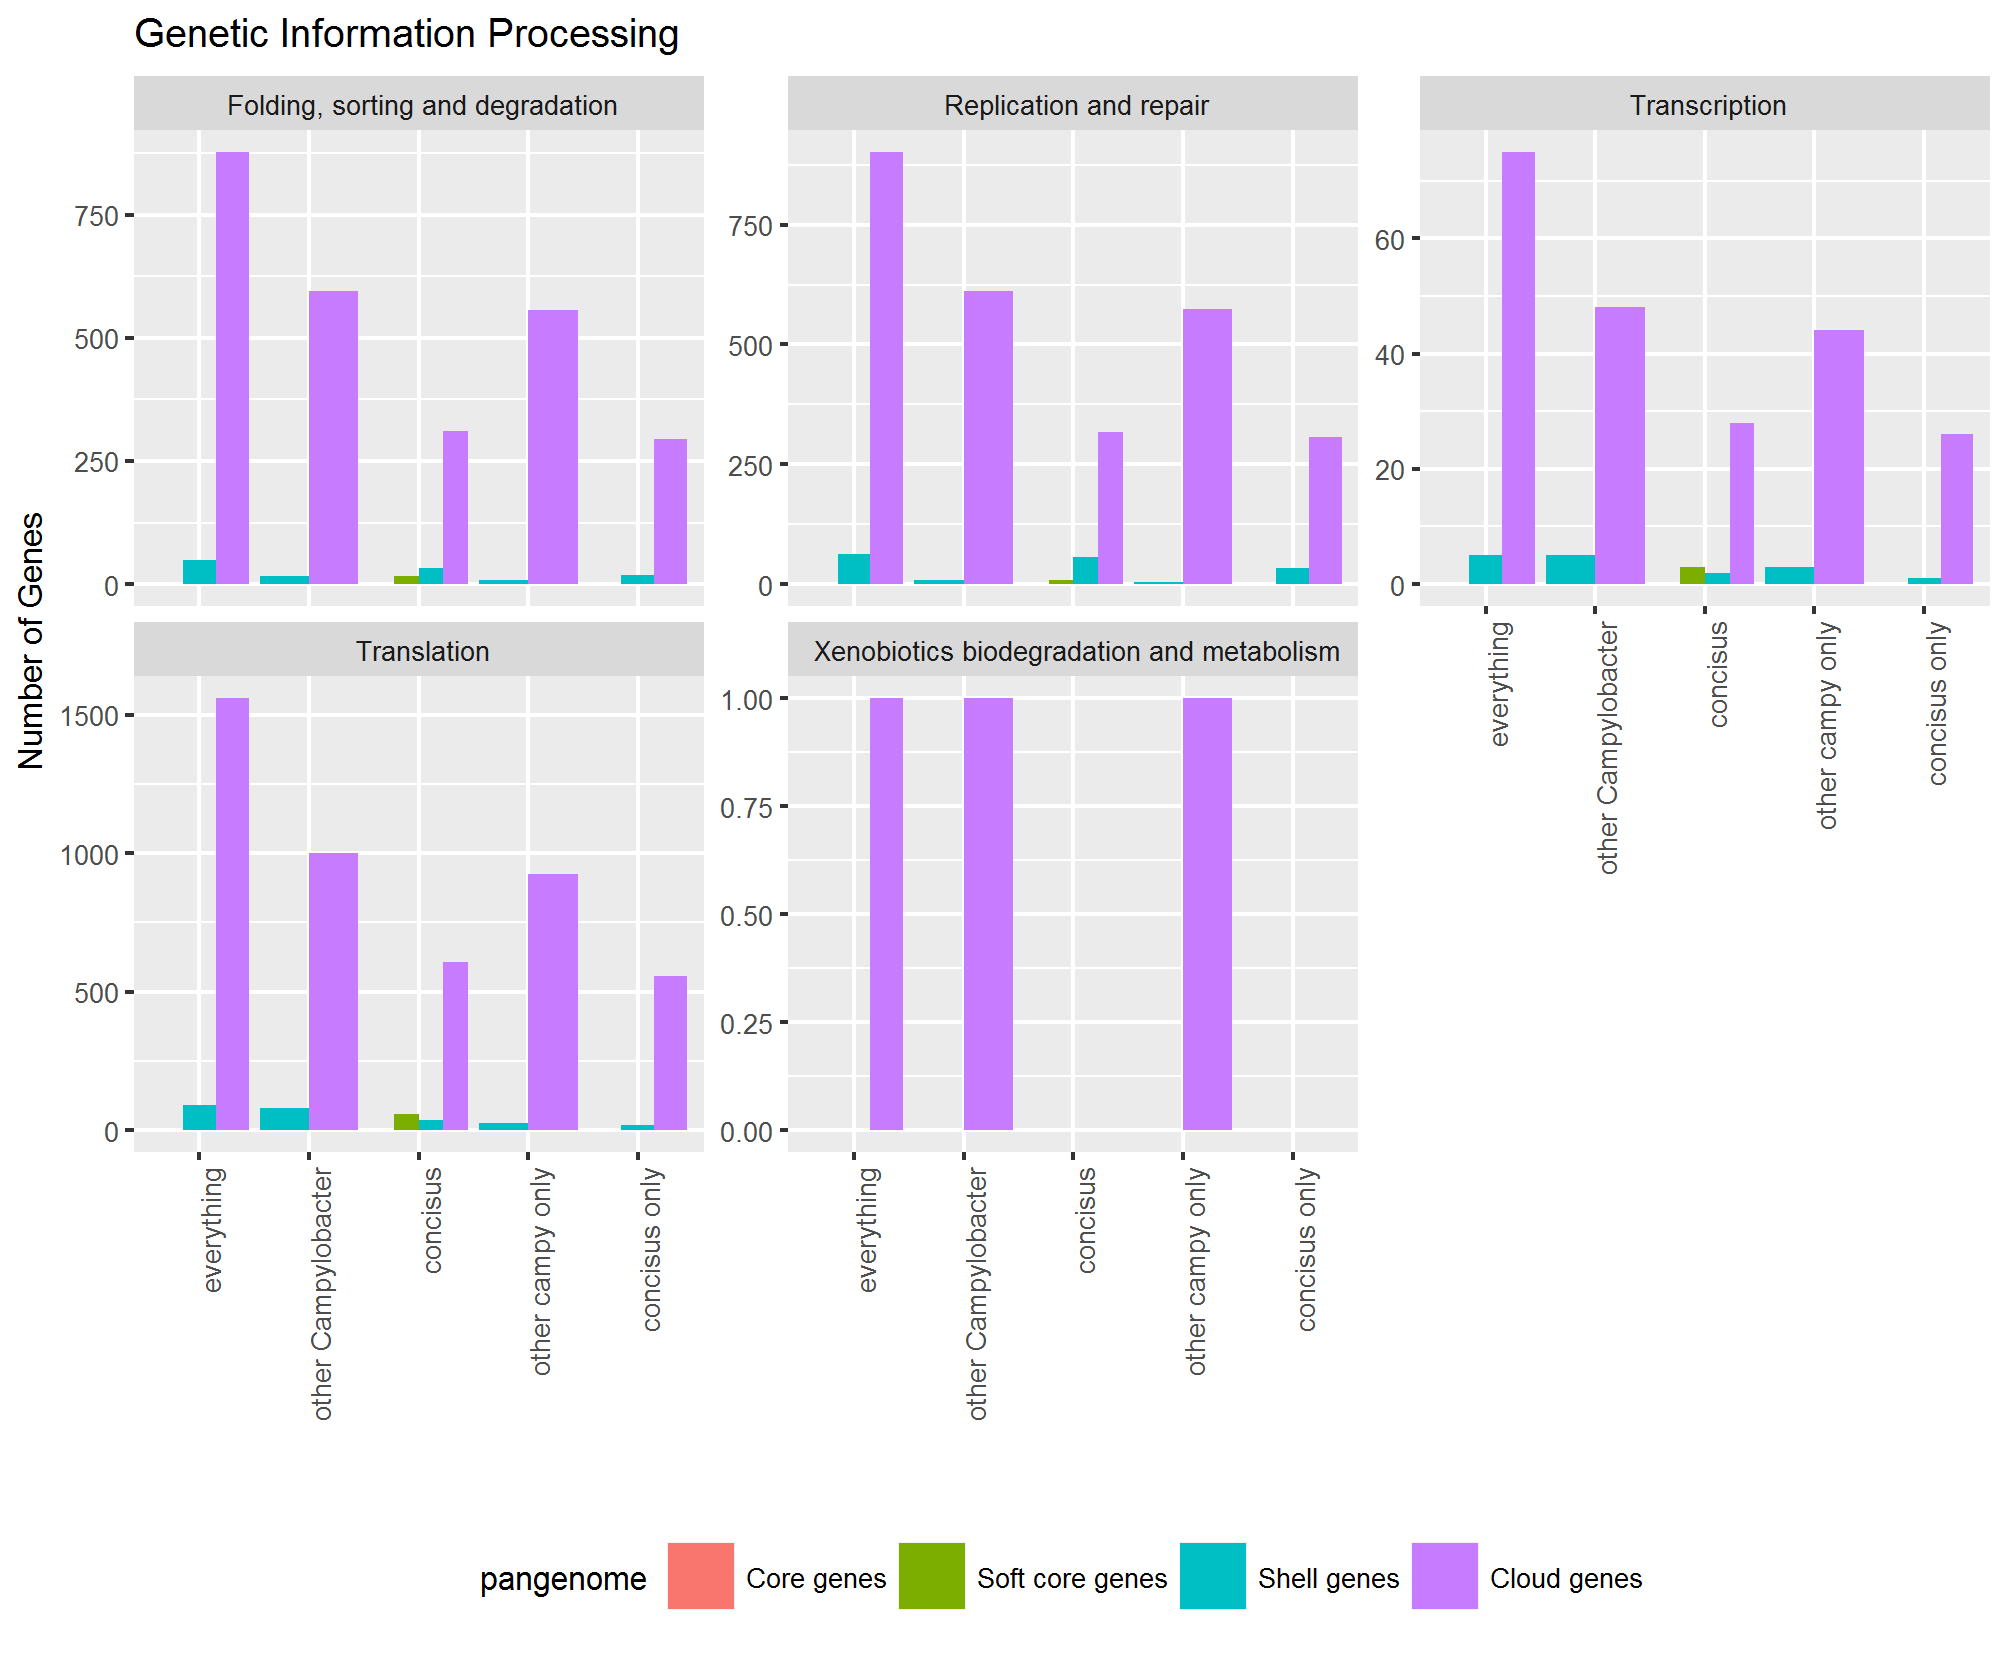 Genetic Information Processing
Number of Genes
Folding, sorting and degradation
750
500
250
0
Replication and repair
750
500
250
0
Transcription
60
40
20
0
everything
other Campylobacter
concisus
other campy only
concisus only
Translation
1500
1000
500
0
everything
other Campylobacter
concisus
other campy only
concisus only
Xenobiotics biodegradation and metabolism
1.00
0.75
0.50
0.25
0.00
everything
other Campylobacter
concisus
other campy only
concisus only
pangenome Core genes Soft core genes Shell genes Cloud genes